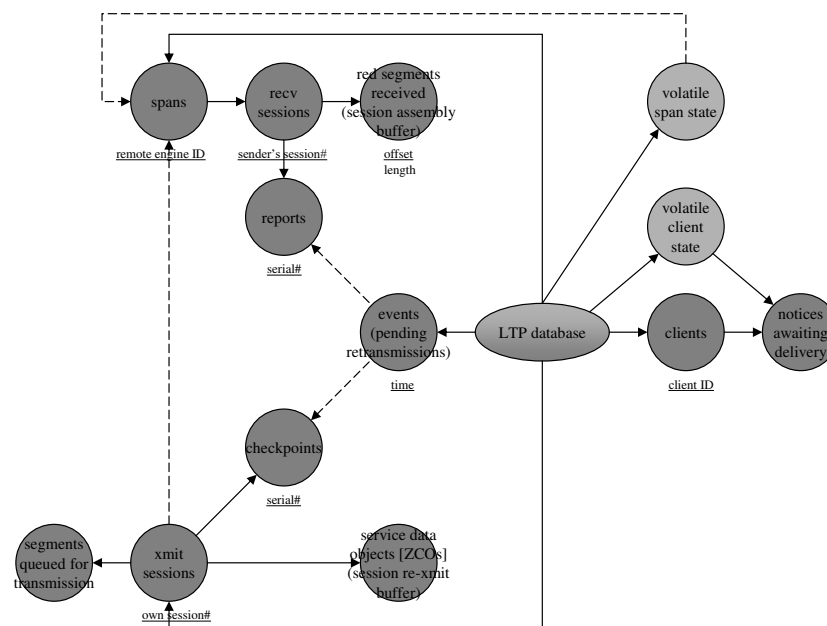 spans
recv
sessions
red segments
received
(session assembly
buffer)
volatile
span state
remote engine ID
sender's session#
offset
length
reports
volatile
client
state
serial#
events
(pending
retransmissions)
LTP database
clients
notices
awaiting
delivery
time
client ID
checkpoints
serial#
segments
queued for
transmission
xmit
sessions
service data
objects [ZCOs]
(session re-xmit
buffer)
own session#